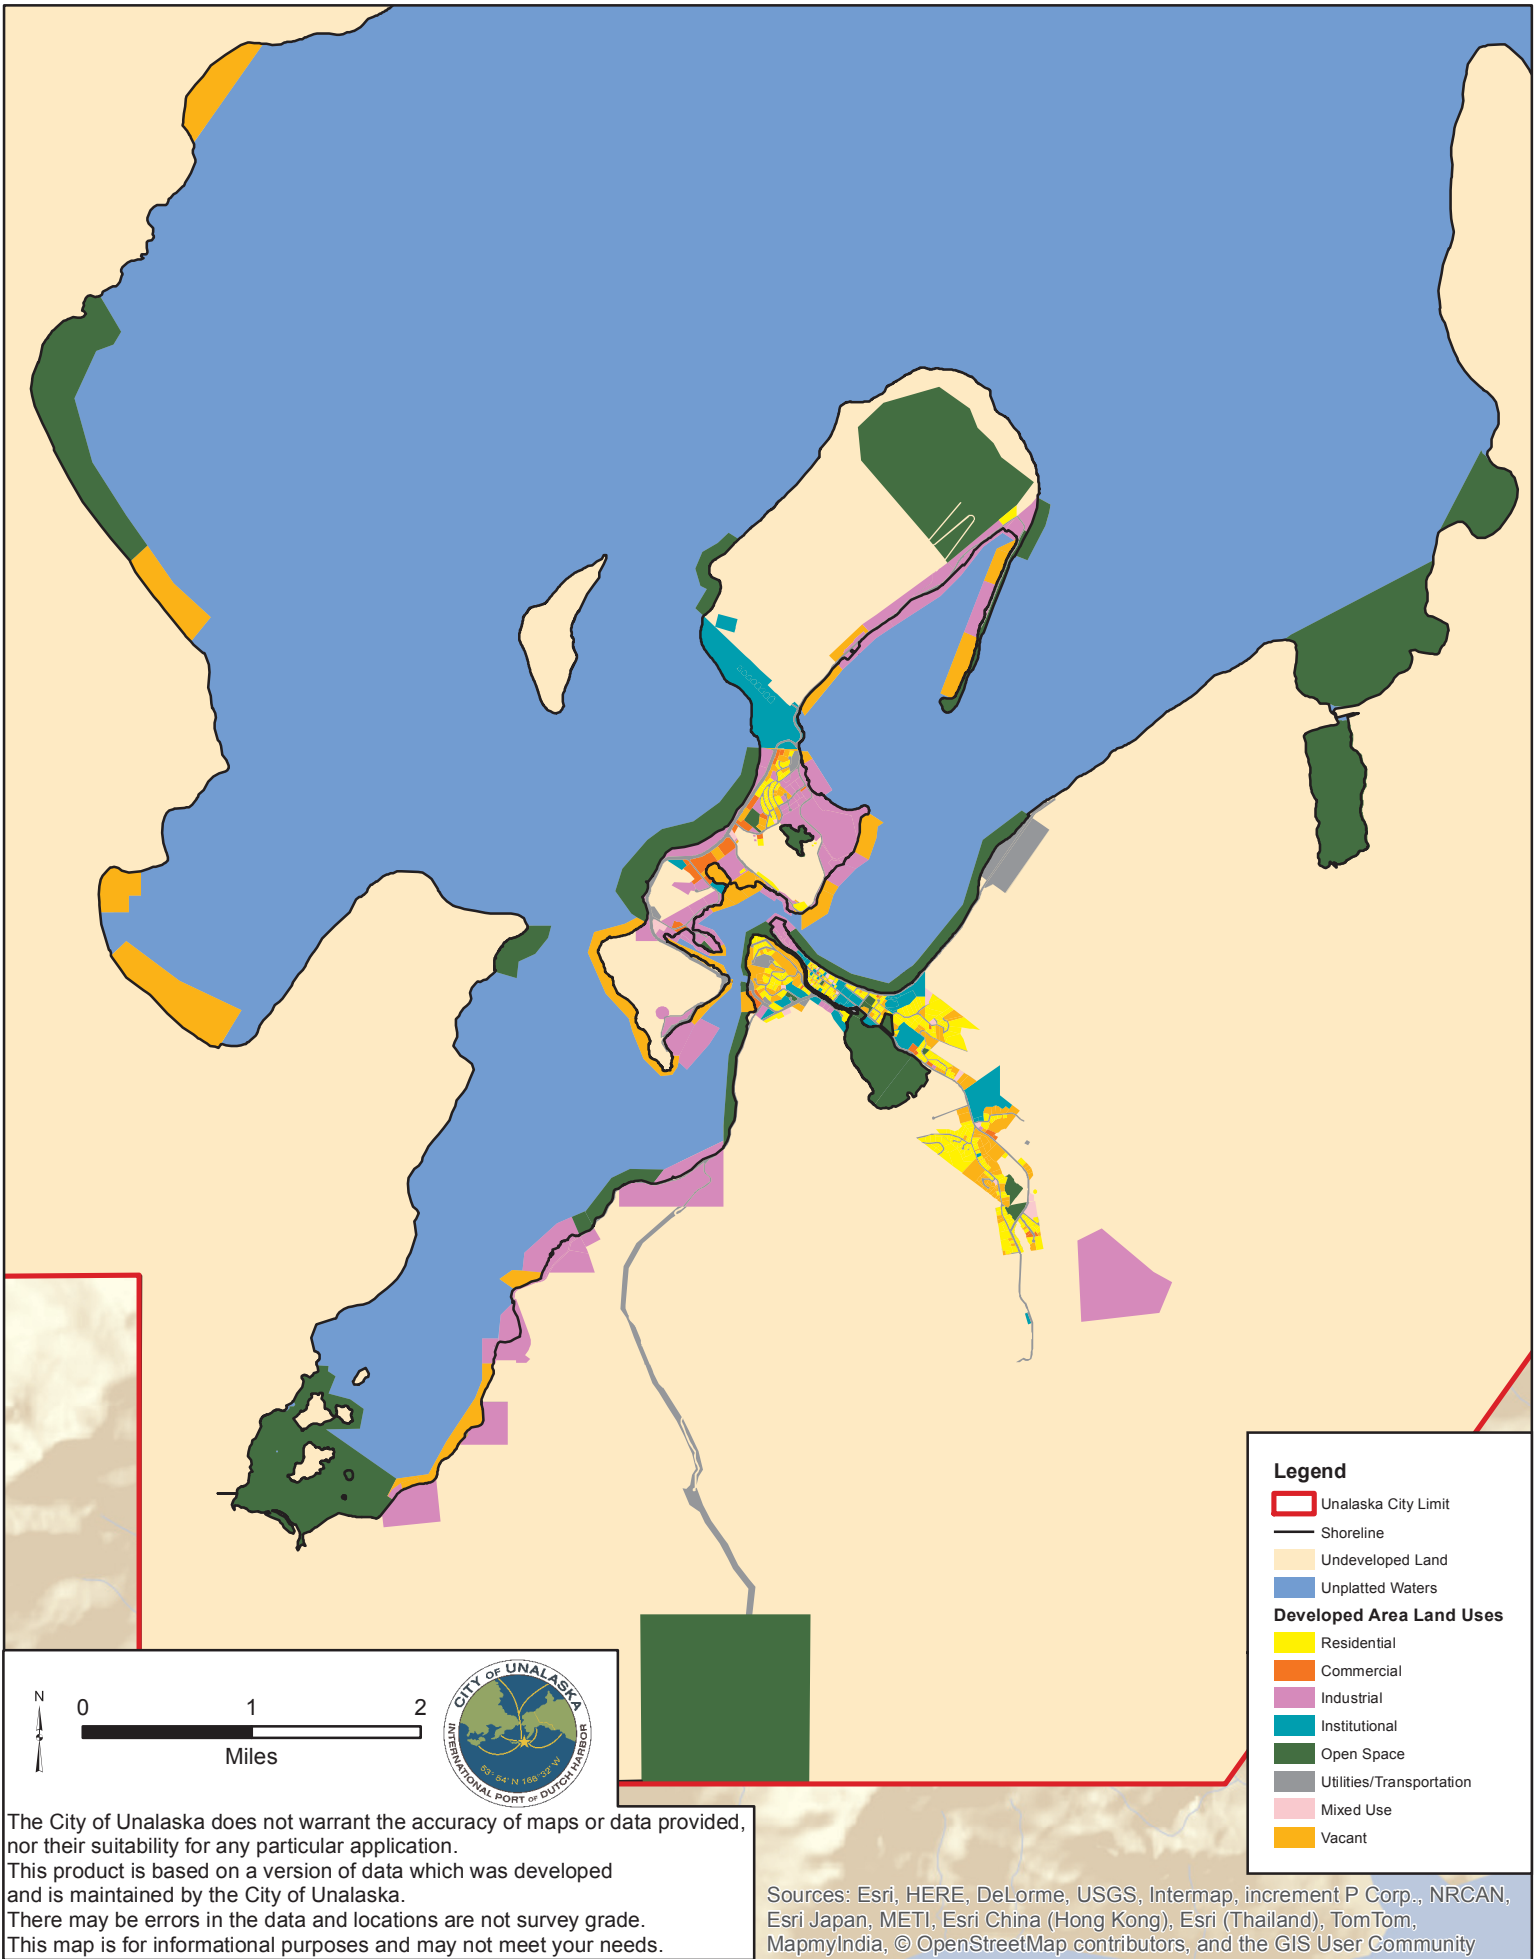 Legend
Unalaska City Limit
Shoreline
Undeveloped Land
Unplatted Waters
Developed Area Land Uses
Residential
Commercial
Industrial
Institutional
Open Space
Utilities/Transportation
Mixed Use
Vacant
N
0 1 2
Miles
CITY OF UNALASKA
53° 54' N 166° 32' W
INTERNATIONAL PORT OF DUTCH HARBOR
The City of Unalaska does not warrant the accuracy of maps or data provided,
nor their suitability for any particular application.
This product is based on a version of data which was developed
and is maintained by the City of Unalaska.
There may be errors in the data and locations are not survey grade.
This map is for informational purposes and may not meet your needs.
Sources: Esri, HERE, DeLorme, USGS, Intermap, increment P Corp., NRCAN,
Esri Japan, METI, Esri China (Hong Kong), Esri (Thailand), TomTom,
MapmyIndia, © OpenStreetMap contributors, and the GIS User Community